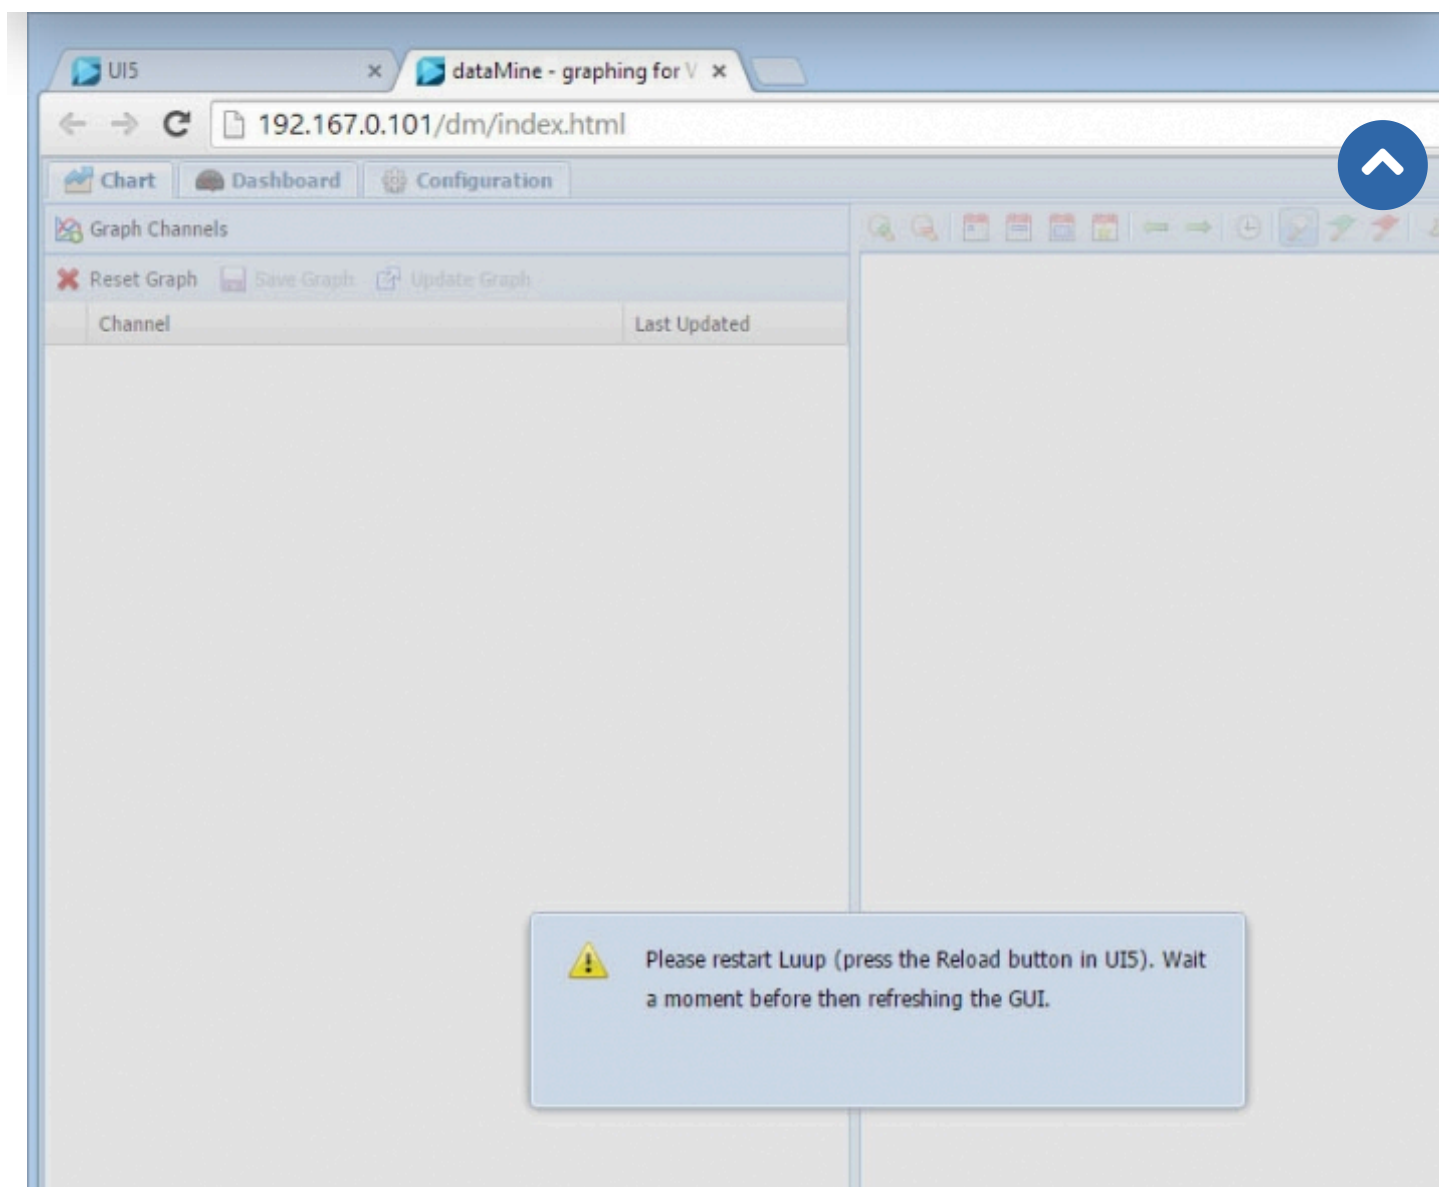 UI5
dataMine - graphing for V
192.167.0.101/dm/index.html
Chart Dashboard Configuration
Graph Channels
Reset Graph Save Graph Update Graph
Channel Last Updated
Please restart Luup (press the Reload button in UI5). Wait
a moment before then refreshing the GUI.